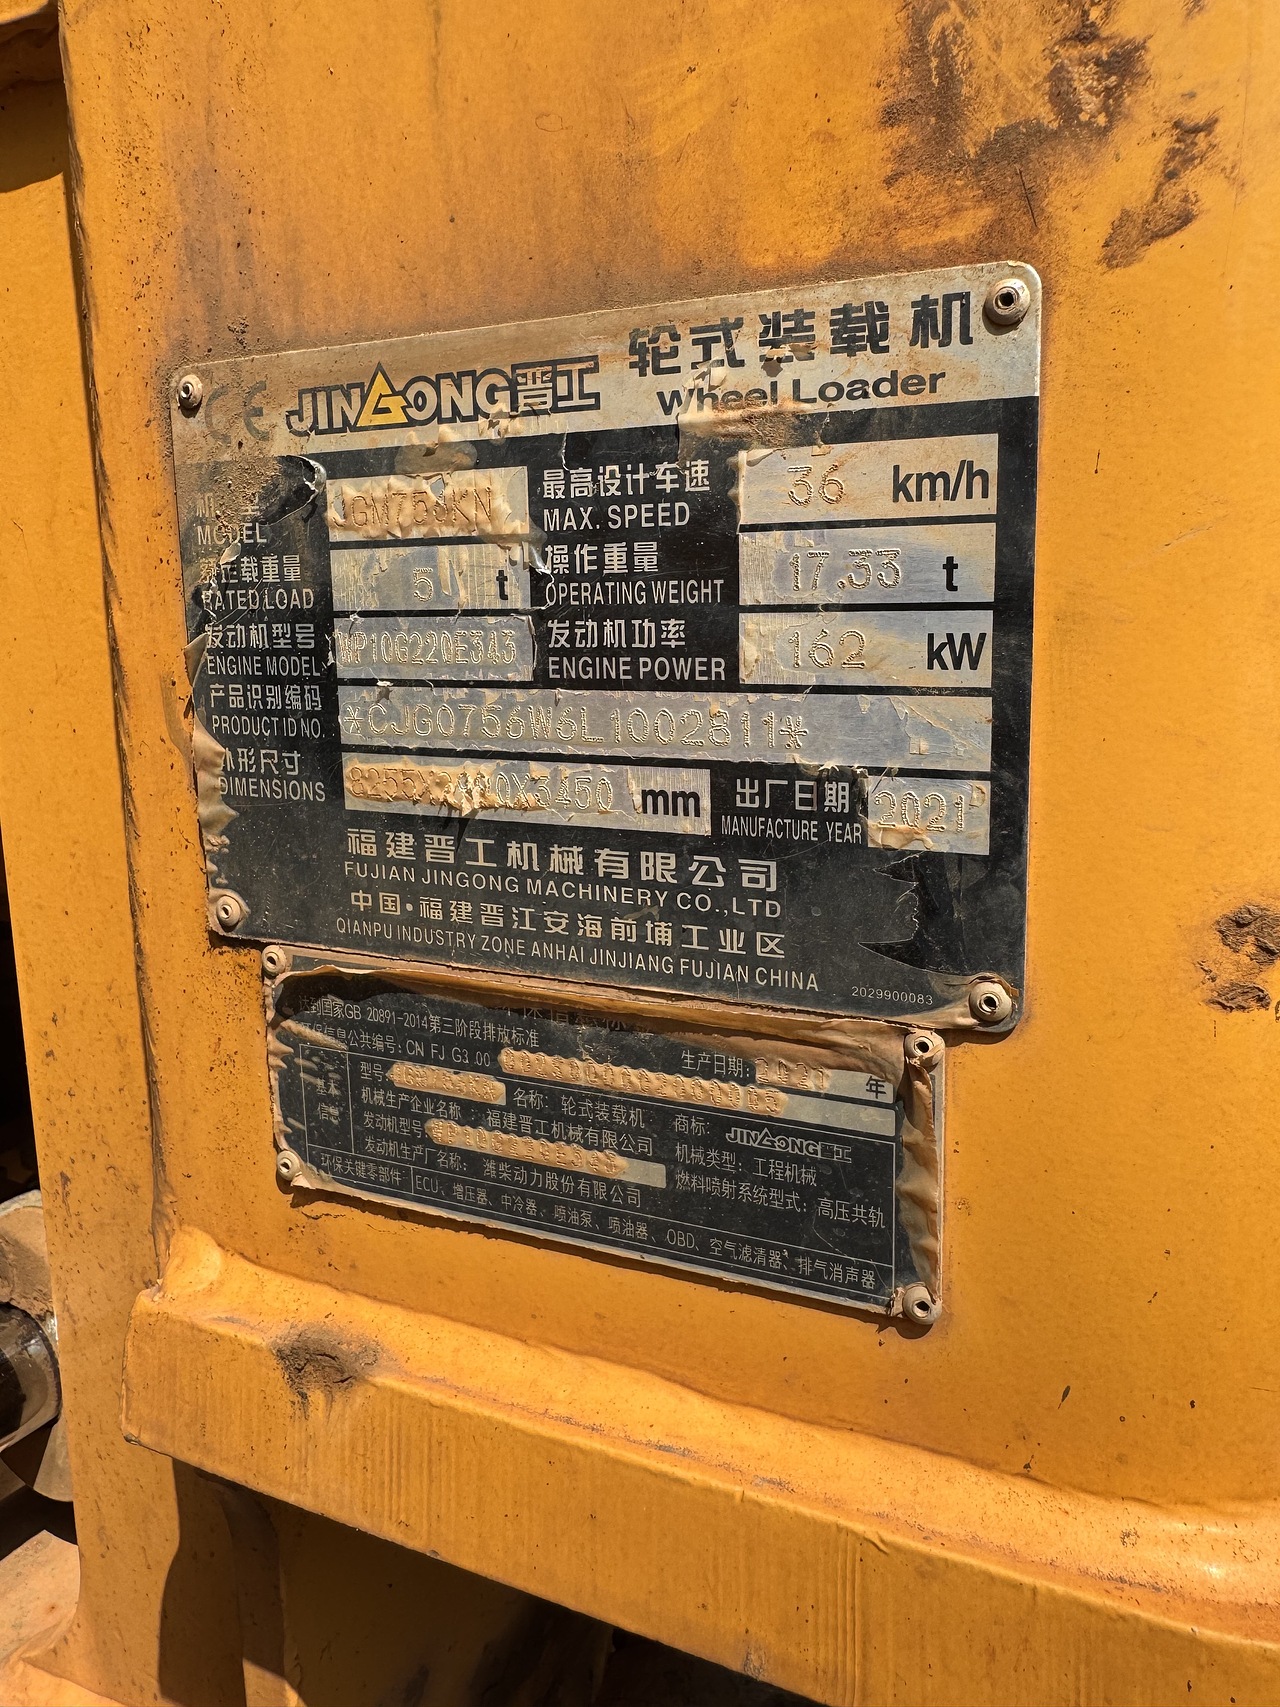 CE JINGONG晋工 轮式装载机
Wheel Loader
最高设计车速 36 km/h
MODEL MAX. SPEED
额定载重量 5 t 操作重量 17.33 t
RATED LOAD OPERATING WEIGHT
发动机型号 WP10G220E343 发动机功率 162 kW
ENGINE MODEL ENGINE POWER
产品识别编码 *CJG0756W6L1002811*
PRODUCT ID NO.
外形尺寸 mm 出厂日期 2021
DIMENSIONS MANUFACTURE YEAR
福建晋工机械有限公司
FUJIAN JINGONG MACHINERY CO.,LTD
中国•福建晋江安海前埔工业区
QIANPU INDUSTRY ZONE ANHAI JINJIANG FUJIAN CHINA
2029900083
达到国家GB 20891-2014第三阶段排放标准
环保信息公共编号: CN FJ G3 00 生产日期: 2021 年
基本信息
型号: 名称: 轮式装载机 商标: JINGONG晋工
机械生产企业名称: 福建晋工机械有限公司 机械类型: 工程机械
发动机型号: 燃料喷射系统型式: 高压共轨
发动机生产厂名称: 潍柴动力股份有限公司
环保关键零部件 ECU、增压器、中冷器、喷油泵、喷油器、OBD、空气滤清器、排气消声器